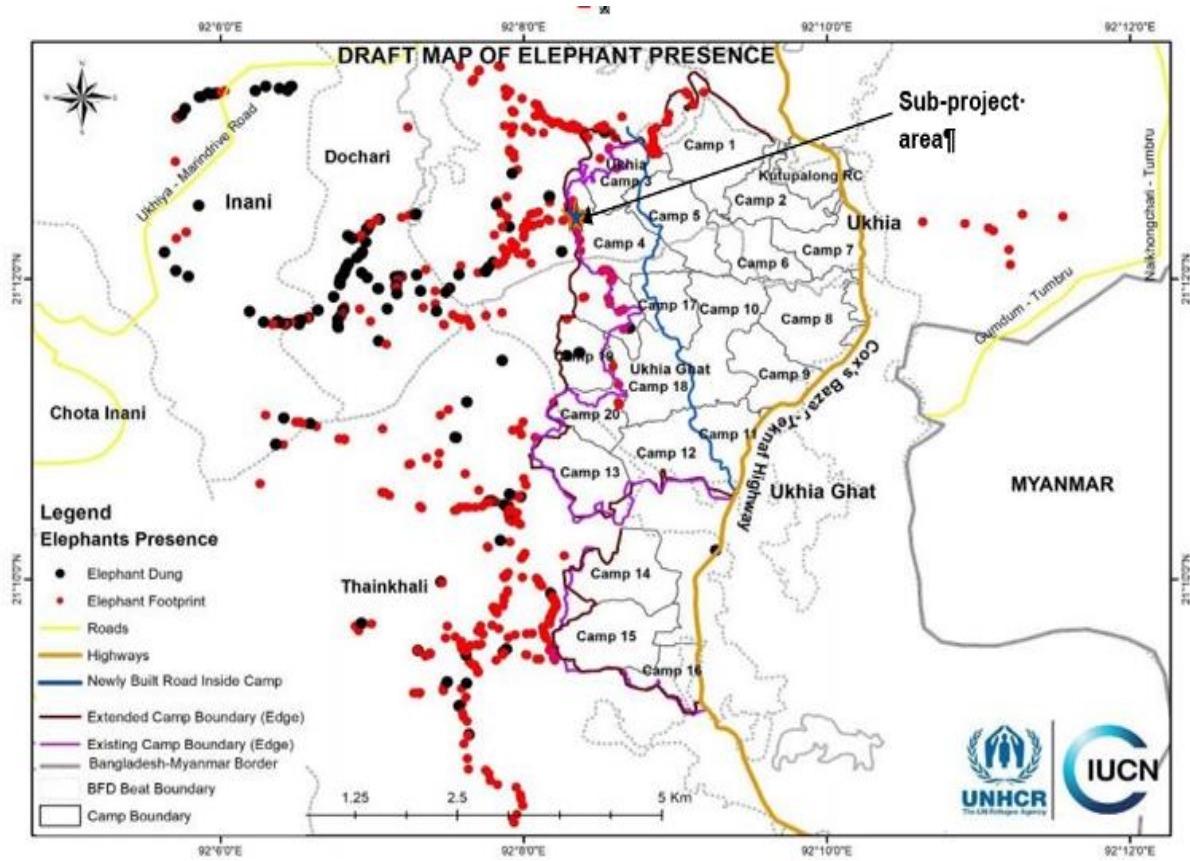 92°6'0"E
92°8'0"E
92°10'0"E
92°12'0"E
DRAFT MAP OF ELEPHANT PRESENCE
Sub-project·
area¶
Ukhiya - Marindrive Road
Dochari
Inani
Chota Inani
Thainkhali
Camp 1
Ukhia
Camp 3
Kutupalong RC
Camp 2
Camp 5
Ukhia
Camp 4
Camp 7
Camp 6
Camp 17
Camp 10
Camp 8
Camp 19
Ukhia Ghat
Camp 18
Camp 9
Camp 20
Camp 11
Camp 12
Camp 13
Ukhia Ghat
Camp 14
Camp 15
Camp 16
Cox's Bazar-Teknaf Highway
Gumdum - Tumbru
Naikhongchari - Tumbru
MYANMAR
21°12'0"N
21°12'0"N
21°10'0"N
21°10'0"N
Legend
Elephants Presence
Elephant Dung
Elephant Footprint
Roads
Highways
Newly Built Road Inside Camp
Extended Camp Boundary (Edge)
Existing Camp Boundary (Edge)
Bangladesh-Myanmar Border
BFD Beat Boundary
Camp Boundary
1.25
2.5
5 Km
UNHCR
The UN Refugee Agency
IUCN
92°6'0"E
92°8'0"E
92°10'0"E
92°12'0"E